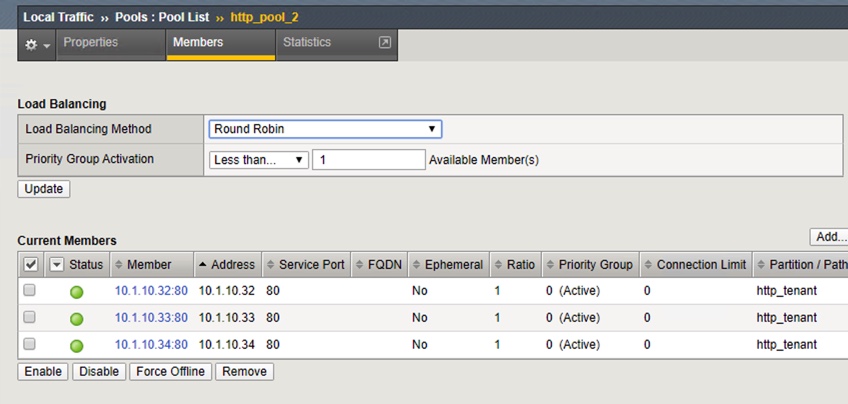 Local Traffic ›› Pools : Pool List ›› http_pool_2
Properties Members Statistics
Load Balancing
Load Balancing Method Round Robin
Priority Group Activation Less than... 1 Available Member(s)
Update
Current Members Add...
Status Member Address Service Port FQDN Ephemeral Ratio Priority Group Connection Limit Partition / Path
10.1.10.32:80 10.1.10.32 80 No 1 0 (Active) 0 http_tenant
10.1.10.33:80 10.1.10.33 80 No 1 0 (Active) 0 http_tenant
10.1.10.34:80 10.1.10.34 80 No 1 0 (Active) 0 http_tenant
Enable Disable Force Offline Remove